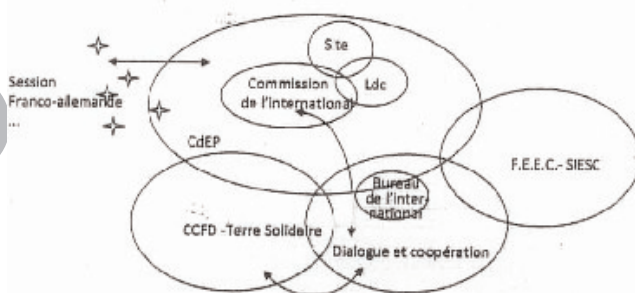 Site
Session
Franco-allemande
...
Commission
de l'international
Ldc
CdEP
F.E.E.C.- SIESC
Bureau
de l'inter-
national
CCFD -Terre Solidaire
Dialogue et coopération